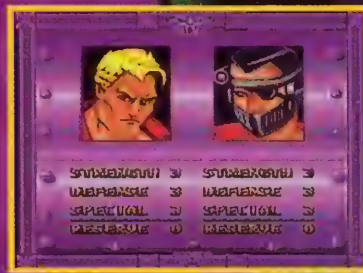 STRENGTH 3 STRENGTH 3
DEFENSE 3 DEFENSE 3
SPECIAL 3 SPECIAL 3
RESERVE 0 RESERVE 0